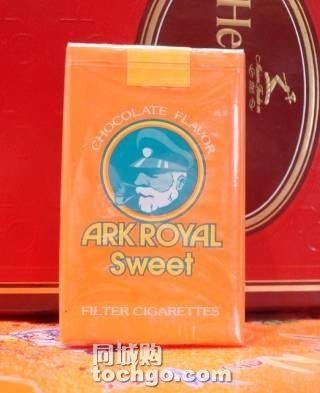 He
CHOCOLATE FLAVOR
ARK ROYAL
Sweet
FILTER CIGARETTES
同城购
tochgo.com